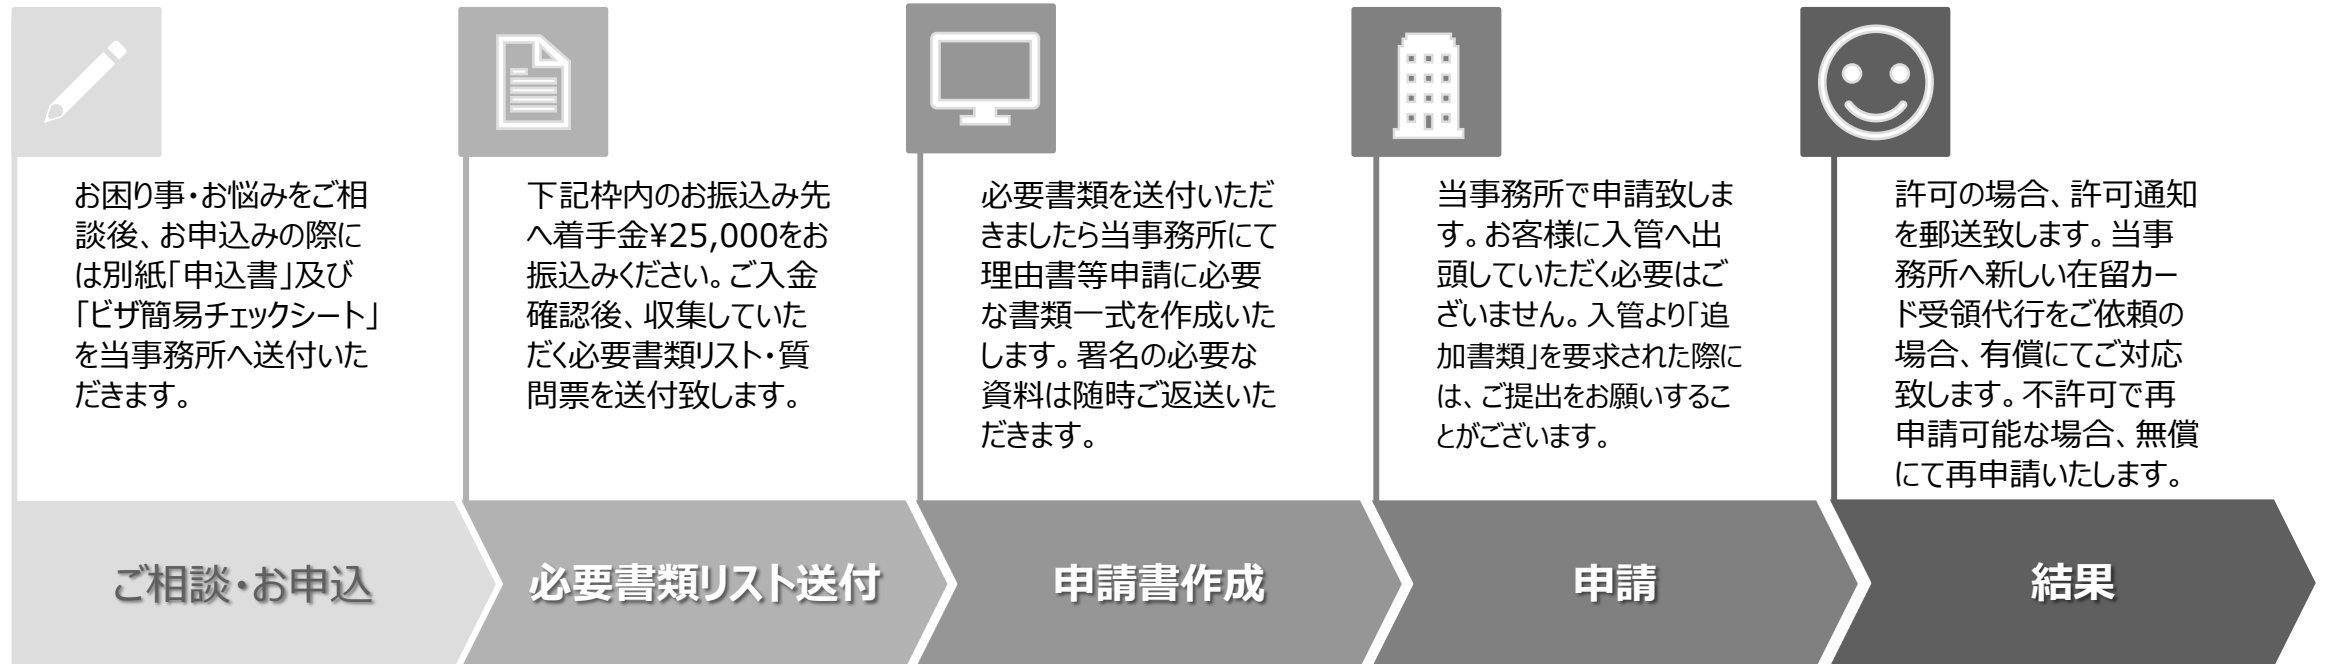 お困り事・お悩みをご相
談後、お申込みの際に
は別紙「申込書」及び
「ビザ簡易チェックシート」
を当事務所へ送付いた
だきます。
下記枠内のお振込み先
へ着手金¥25,000をお
振込みください。ご入金
確認後、収集していた
だく必要書類リスト・質
問票を送付致します。
必要書類を送付いただ
きましたら当事務所にて
理由書等申請に必要
な書類一式を作成いた
します。署名の必要な
資料は随時ご返送いた
だきます。
当事務所で申請致しま
す。お客様に入管へ出
頭していただく必要はご
ざいません。入管より「追
加書類」を要求された際に
は、ご提出をお願いするこ
とがございます。
許可の場合、許可通知
を郵送致します。当事
務所へ新しい在留カー
ド受領代行をご依頼の
場合、有償にてご対応
致します。不許可で再
申請可能な場合、無償
にて再申請いたします。
ご相談・お申込
必要書類リスト送付
申請書作成
申請
結果